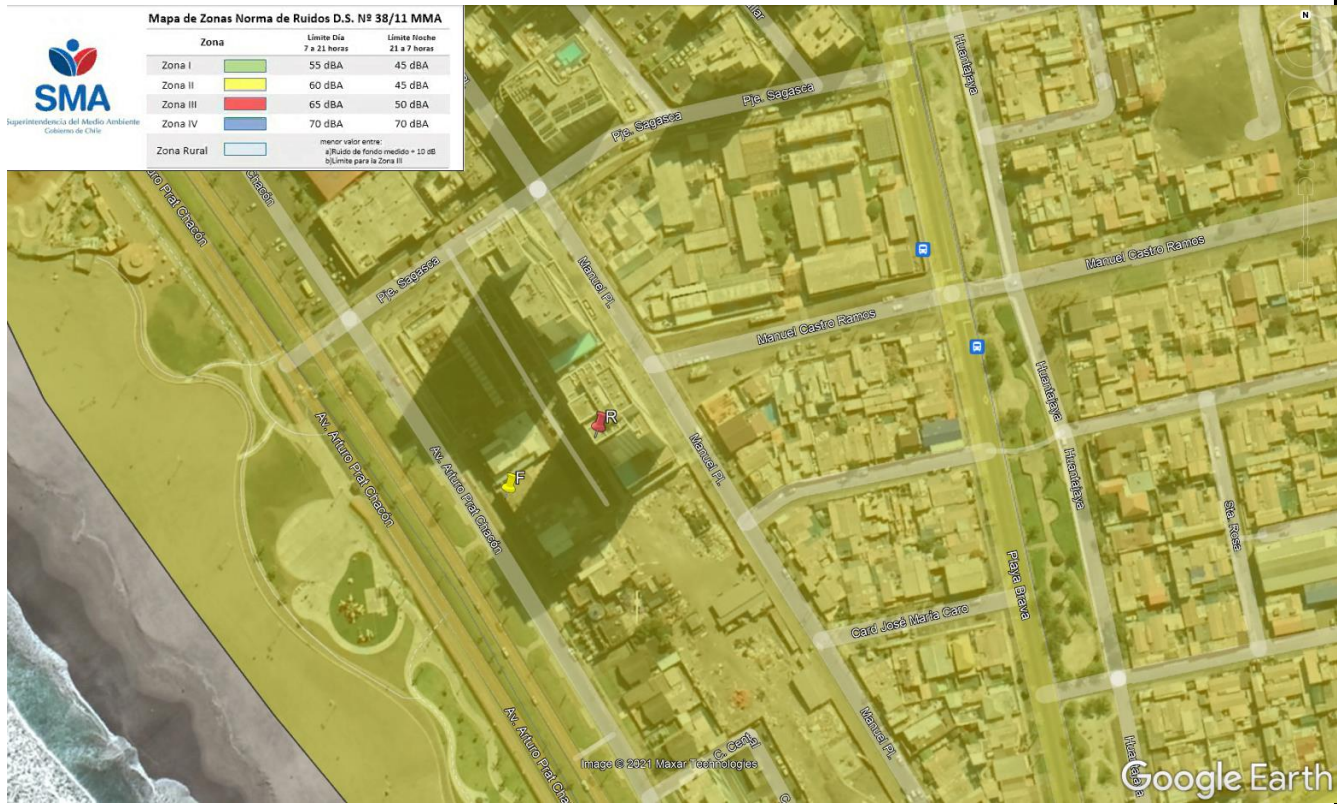 Mapa de Zonas Norma de Ruidos D.S. Nº 38/11 MMA
Zona
Límite Día
7 a 21 horas
Límite Noche
21 a 7 horas
Zona I 55 dBA 45 dBA
Zona II 60 dBA 45 dBA
Zona III 65 dBA 50 dBA
Zona IV 70 dBA 70 dBA
Zona Rural
menor valor entre:
a)Ruido de fondo medido + 10 dB
b)Límite para la Zona III
SMA
Superintendencia del Medio Ambiente
Gobierno de Chile
N
Huantajaya
Pje. Sagasca
Pje. Sagasca
Chacón
Arturo Prat Chacón
Manuel Castro Ramos
Pje. Sagasca
Manuel Pl.
Manuel Castro Ramos
Huantajaya
R
Av. Arturo Prat Chacón
Av. Arturo Prat Chacón
Manuel Pl.
Huantajaya
F
Sta. Rosa
Playa Brava
Card José María Caro
Av. Arturo Prat Chacón
Manuel Pl.
C. Central
Image © 2021 Maxar Technologies
Google Earth